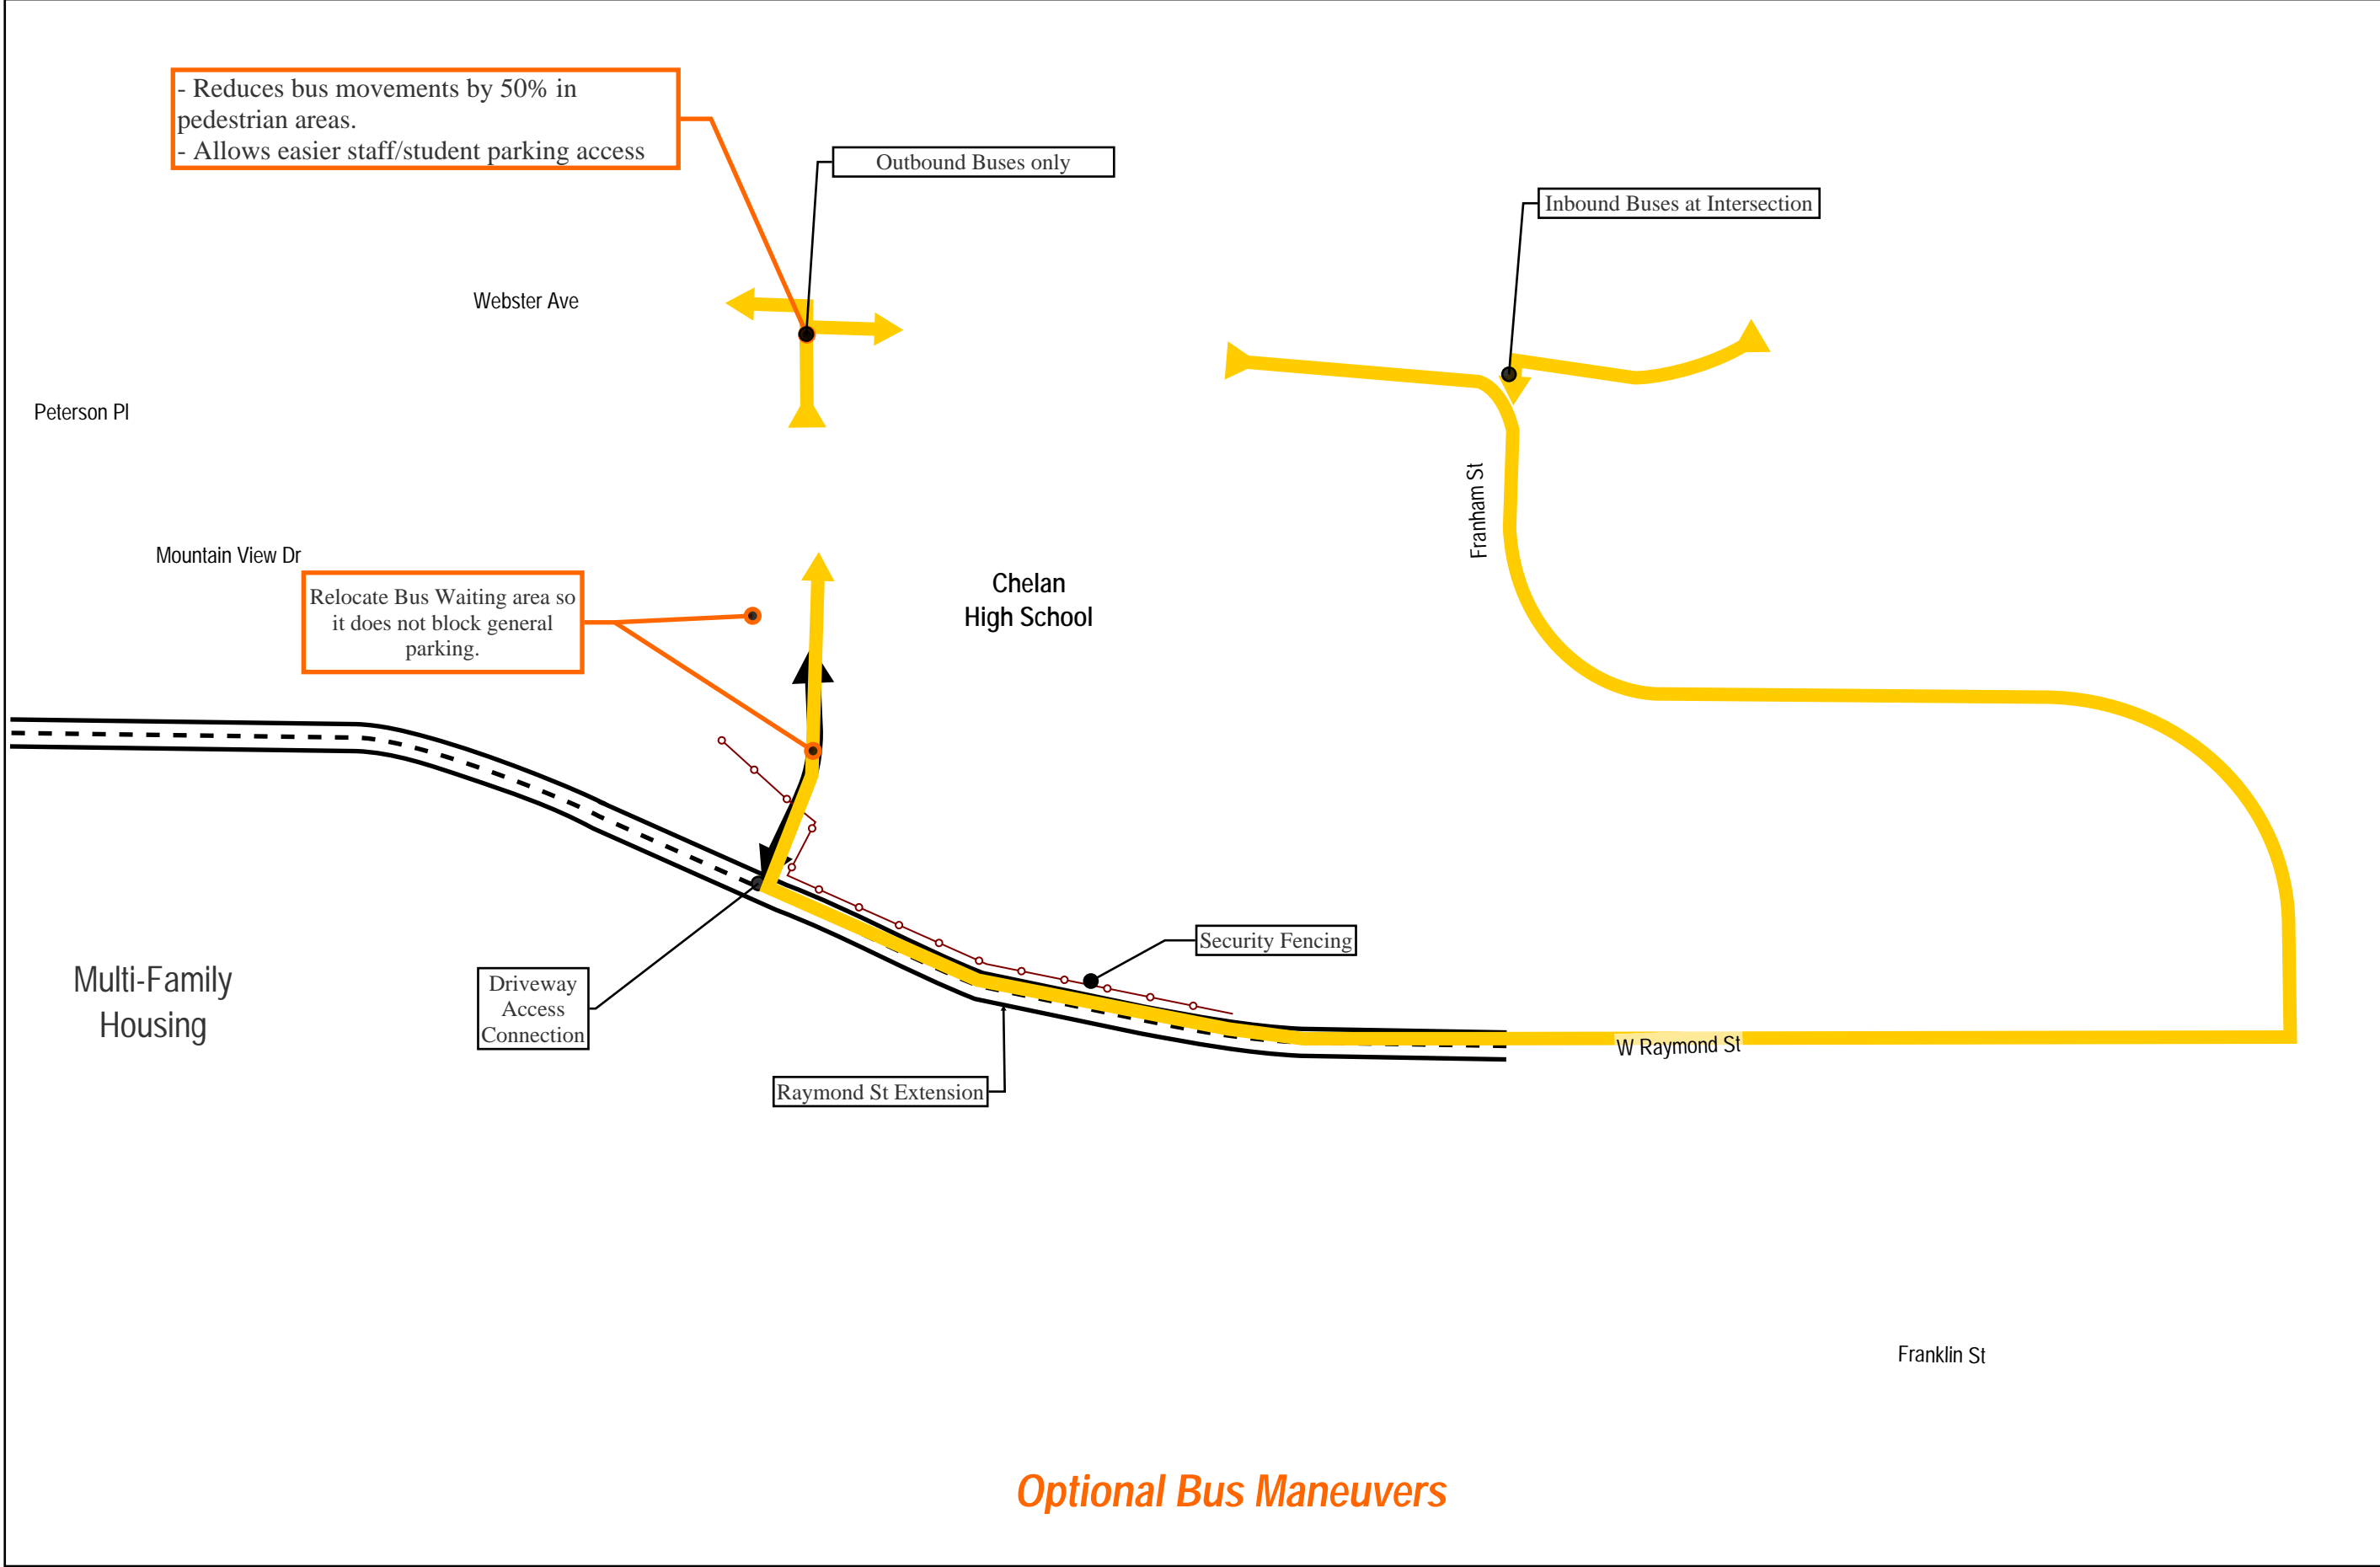 - Reduces bus movements by 50% in
pedestrian areas.
- Allows easier staff/student parking access
Outbound Buses only
Inbound Buses at Intersection
Webster Ave
Peterson Pl
Franham St
Mountain View Dr
Relocate Bus Waiting area so
it does not block general
parking.
Chelan
High School
Security Fencing
Multi-Family
Housing
Driveway
Access
Connection
W Raymond St
Raymond St Extension
Franklin St
Optional Bus Maneuvers